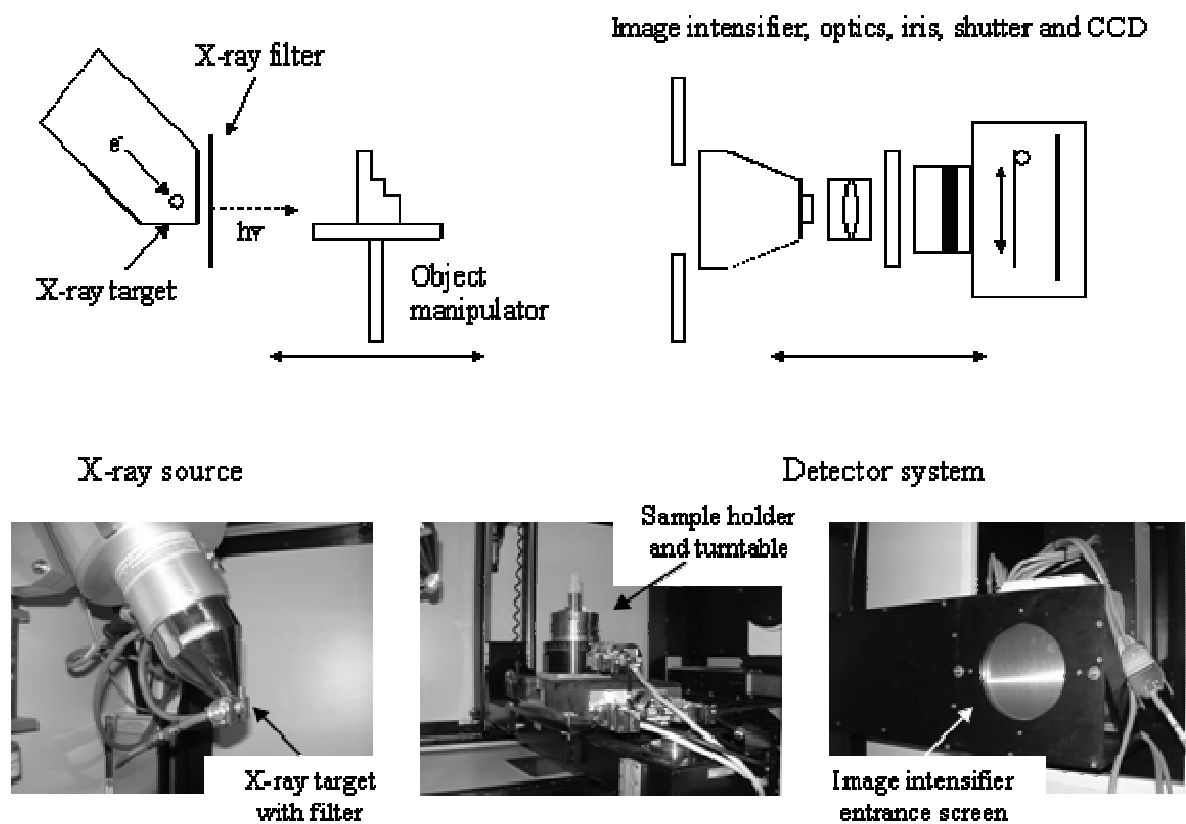 Image intensifier, optics, iris, shutter and CCD
X-ray filter
e-
hν
X-ray target
Object
manipulator
X-ray source
Detector system
Sample holder
and turntable
X-ray target
with filter
Image intensifier
entrance screen